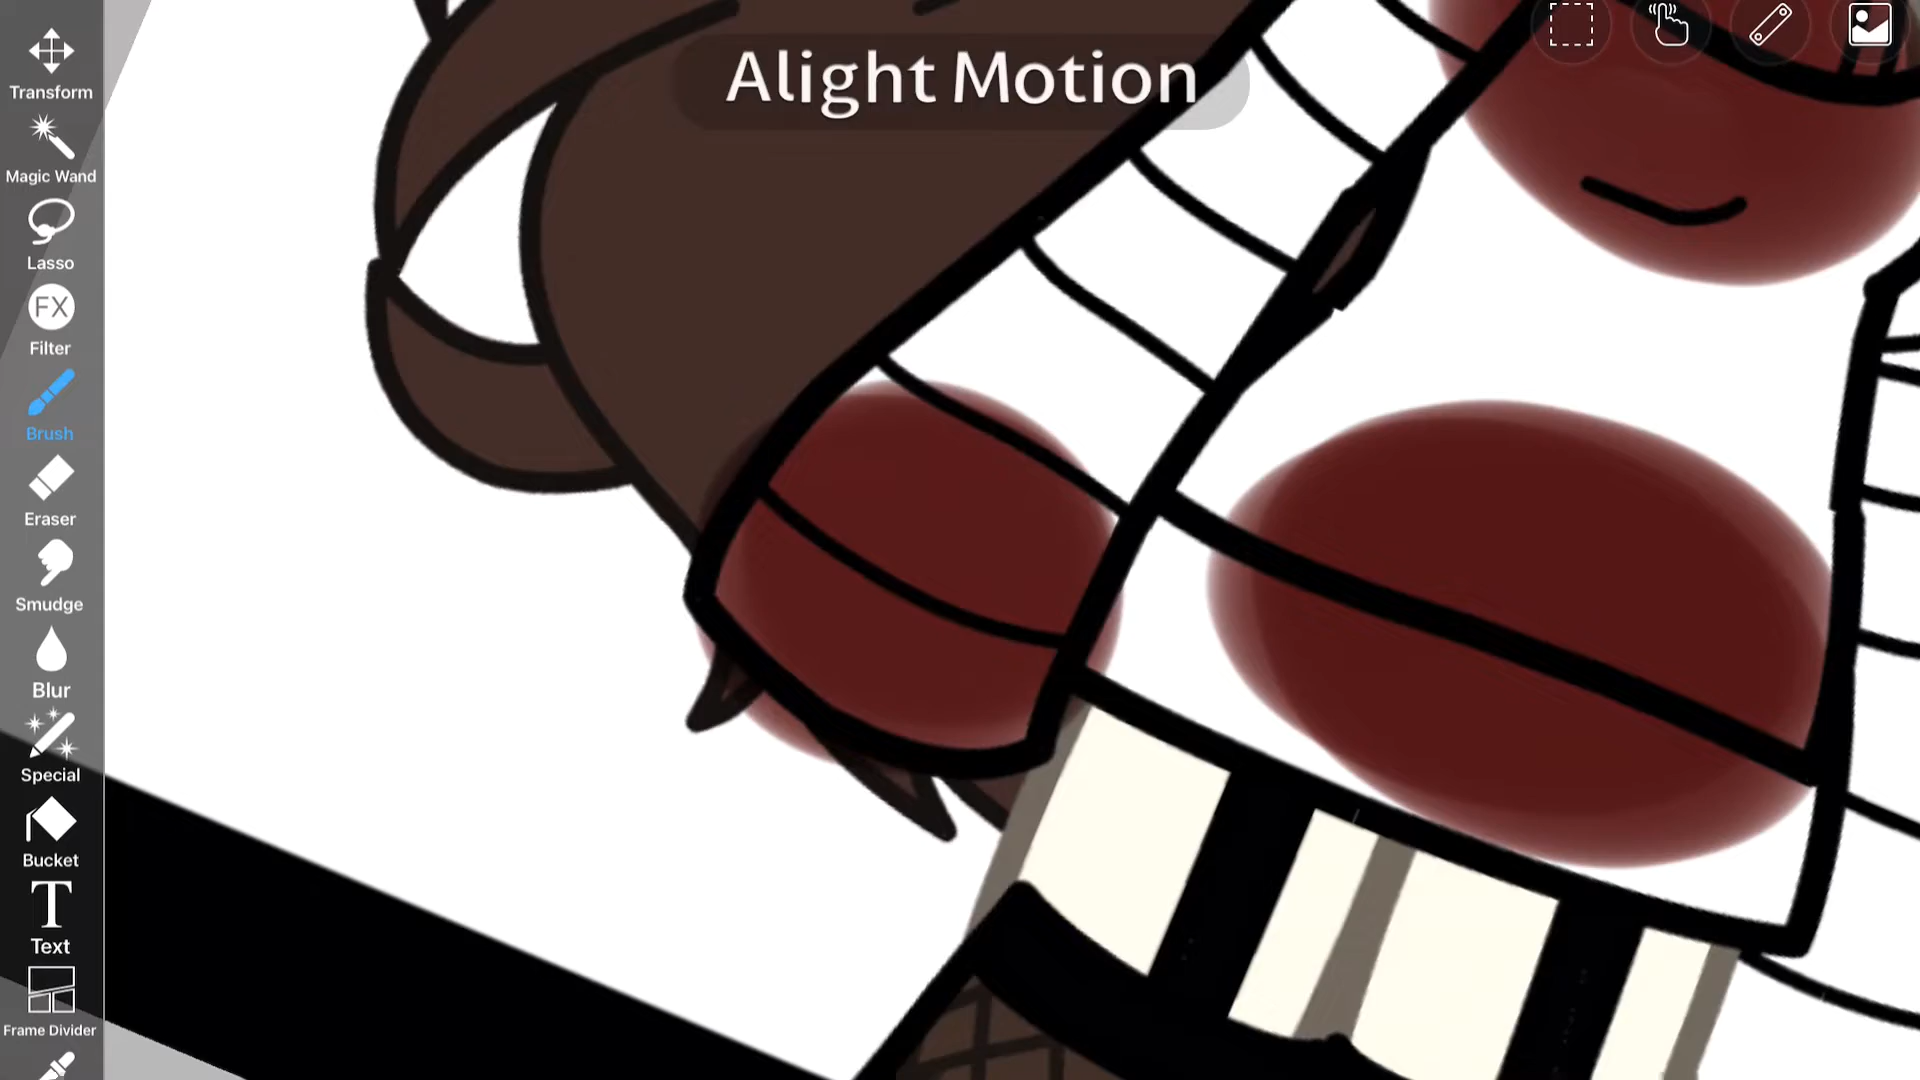 Alight Motion
Transform
Magic Wand
Lasso
FX
Filter
Brush
Eraser
Smudge
Blur
Special
Bucket
T
Text
Frame Divider